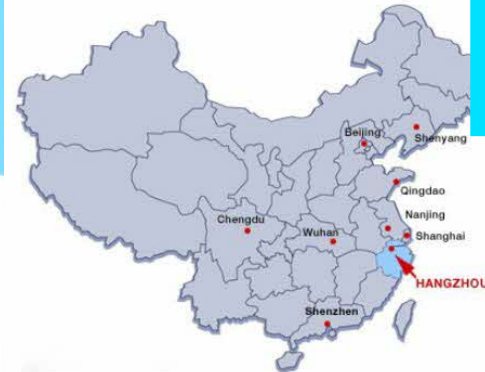 Beijing
Shenyang
Qingdao
Nanjing
Chengdu
Wuhan
Shanghai
HANGZHOU
Shenzhen